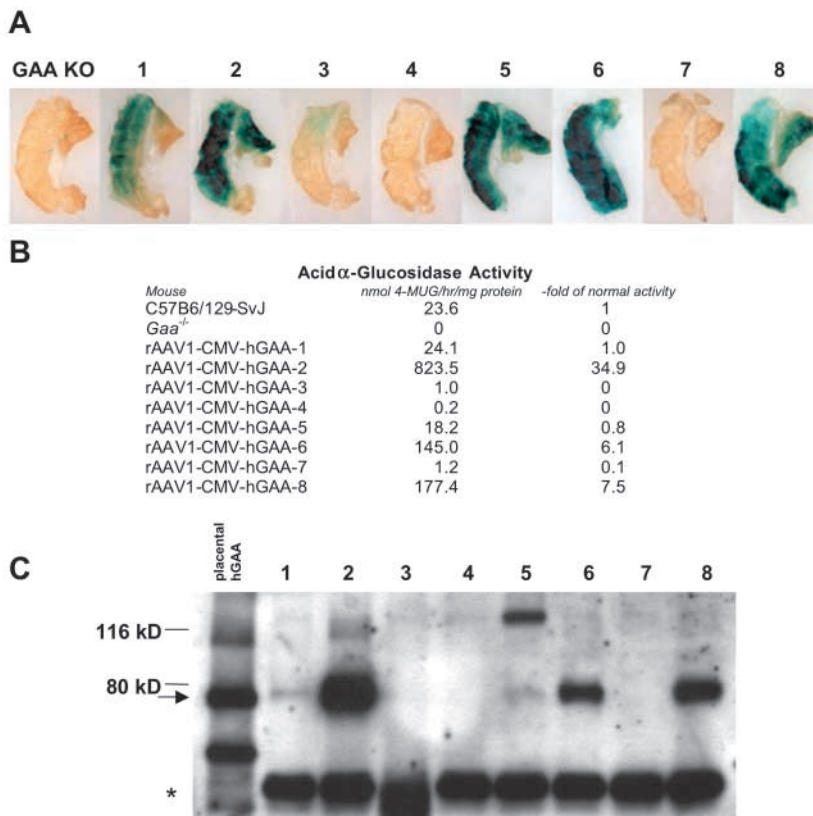 A
GAA KO 1 2 3 4 5 6 7 8
B
Acid α-Glucosidase Activity
Mouse nmol 4-MUG/hr/mg protein -fold of normal activity
C57B6/129-SvJ 23.6 1
Gaa-/- 0 0
rAAV1-CMV-hGAA-1 24.1 1.0
rAAV1-CMV-hGAA-2 823.5 34.9
rAAV1-CMV-hGAA-3 1.0 0
rAAV1-CMV-hGAA-4 0.2 0
rAAV1-CMV-hGAA-5 18.2 0.8
rAAV1-CMV-hGAA-6 145.0 6.1
rAAV1-CMV-hGAA-7 1.2 0.1
rAAV1-CMV-hGAA-8 177.4 7.5
C
placental
hGAA
1 2 3 4 5 6 7 8
116 kD
80 kD
*